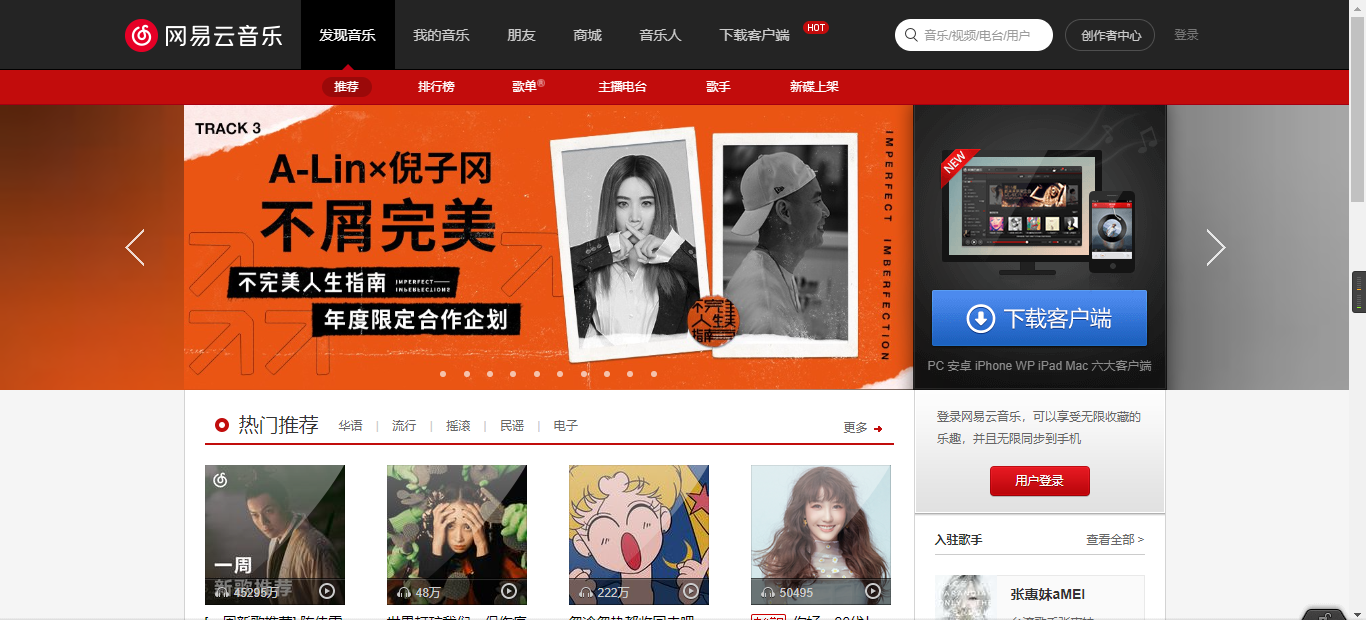 网易云音乐
发现音乐
我的音乐
朋友
商城
音乐人
下载客户端
HOT
音乐/视频/电台/用户
创作者中心
登录
推荐
排行榜
歌单®
主播电台
歌手
新碟上架
TRACK 3
A-Lin×倪子冈
不屑完美
不完美人生指南
IMPERFECT
IMBERFECTION
年度限定合作企划
IMPERFECT IMBERFECTION
不完美
人生
指南
NEW
下载客户端
PC 安卓 iPhone WP iPad Mac 六大客户端
热门推荐
华语 | 流行 | 摇滚 | 民谣 | 电子
更多
登录网易云音乐，可以享受无限收藏的
乐趣，并且无限同步到手机
用户登录
入驻歌手
查看全部 >
一周
新歌推荐
45295万
48万
222万
50495
张惠妹aMEI